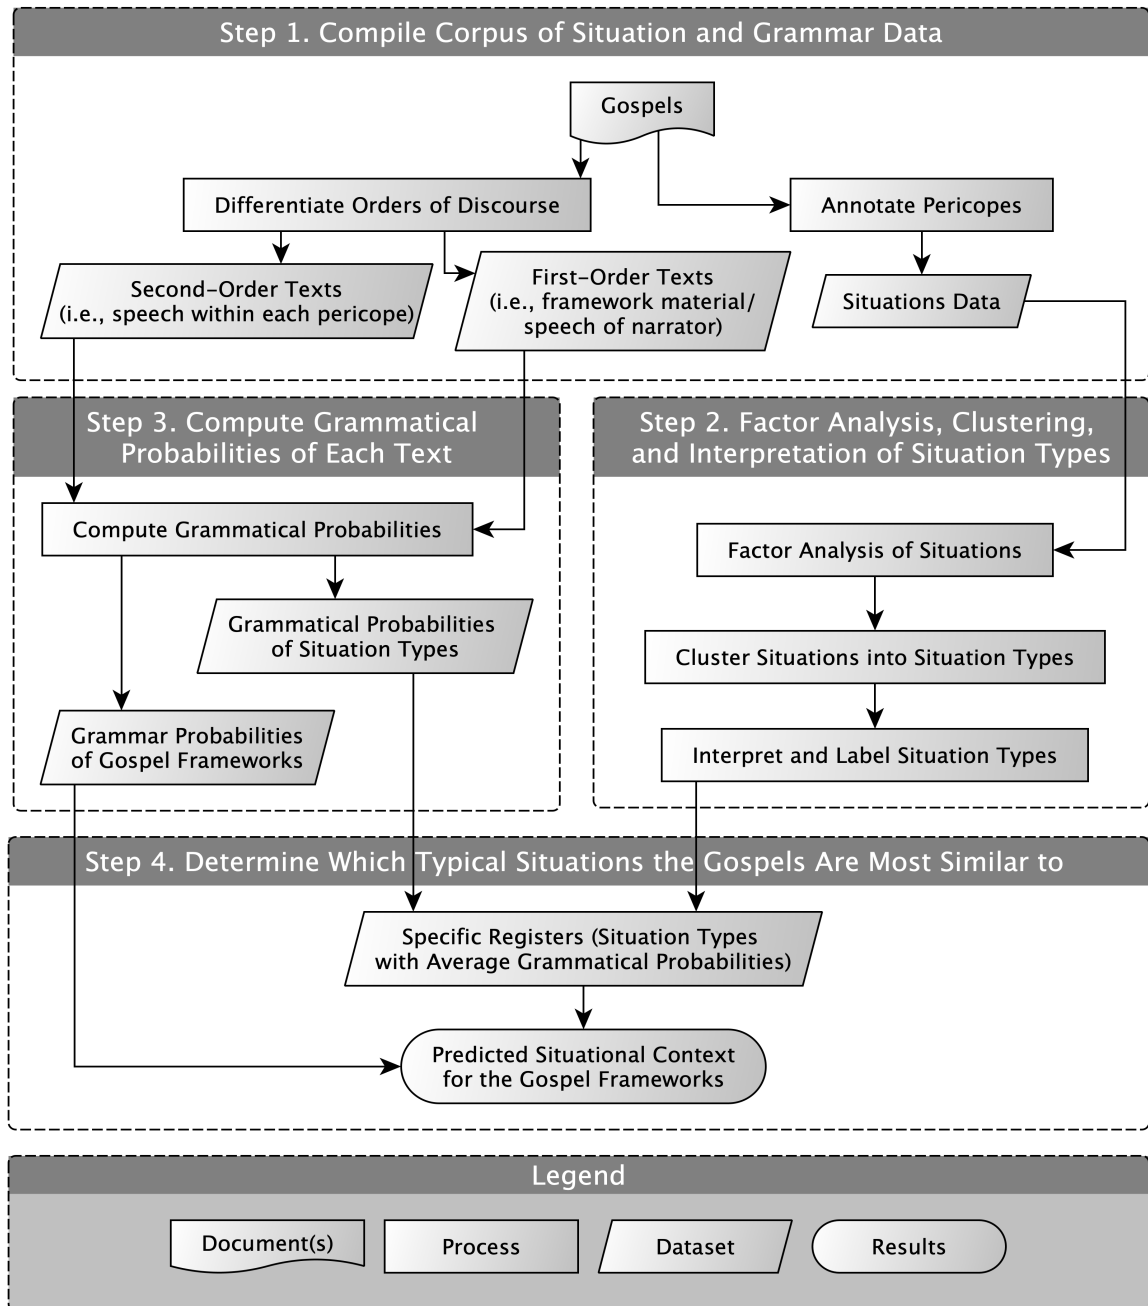 Step 1. Compile Corpus of Situation and Grammar Data
Gospels
Differentiate Orders of Discourse
Annotate Pericopes
Second-Order Texts
(i.e., speech within each pericope)
First-Order Texts
(i.e., framework material/
speech of narrator)
Situations Data
Step 3. Compute Grammatical
Probabilities of Each Text
Compute Grammatical Probabilities
Grammatical Probabilities
of Situation Types
Grammar Probabilities
of Gospel Frameworks
Step 2. Factor Analysis, Clustering,
and Interpretation of Situation Types
Factor Analysis of Situations
Cluster Situations into Situation Types
Interpret and Label Situation Types
Step 4. Determine Which Typical Situations the Gospels Are Most Similar to
Specific Registers (Situation Types
with Average Grammatical Probabilities)
Predicted Situational Context
for the Gospel Frameworks
Legend
Document(s)
Process
Dataset
Results